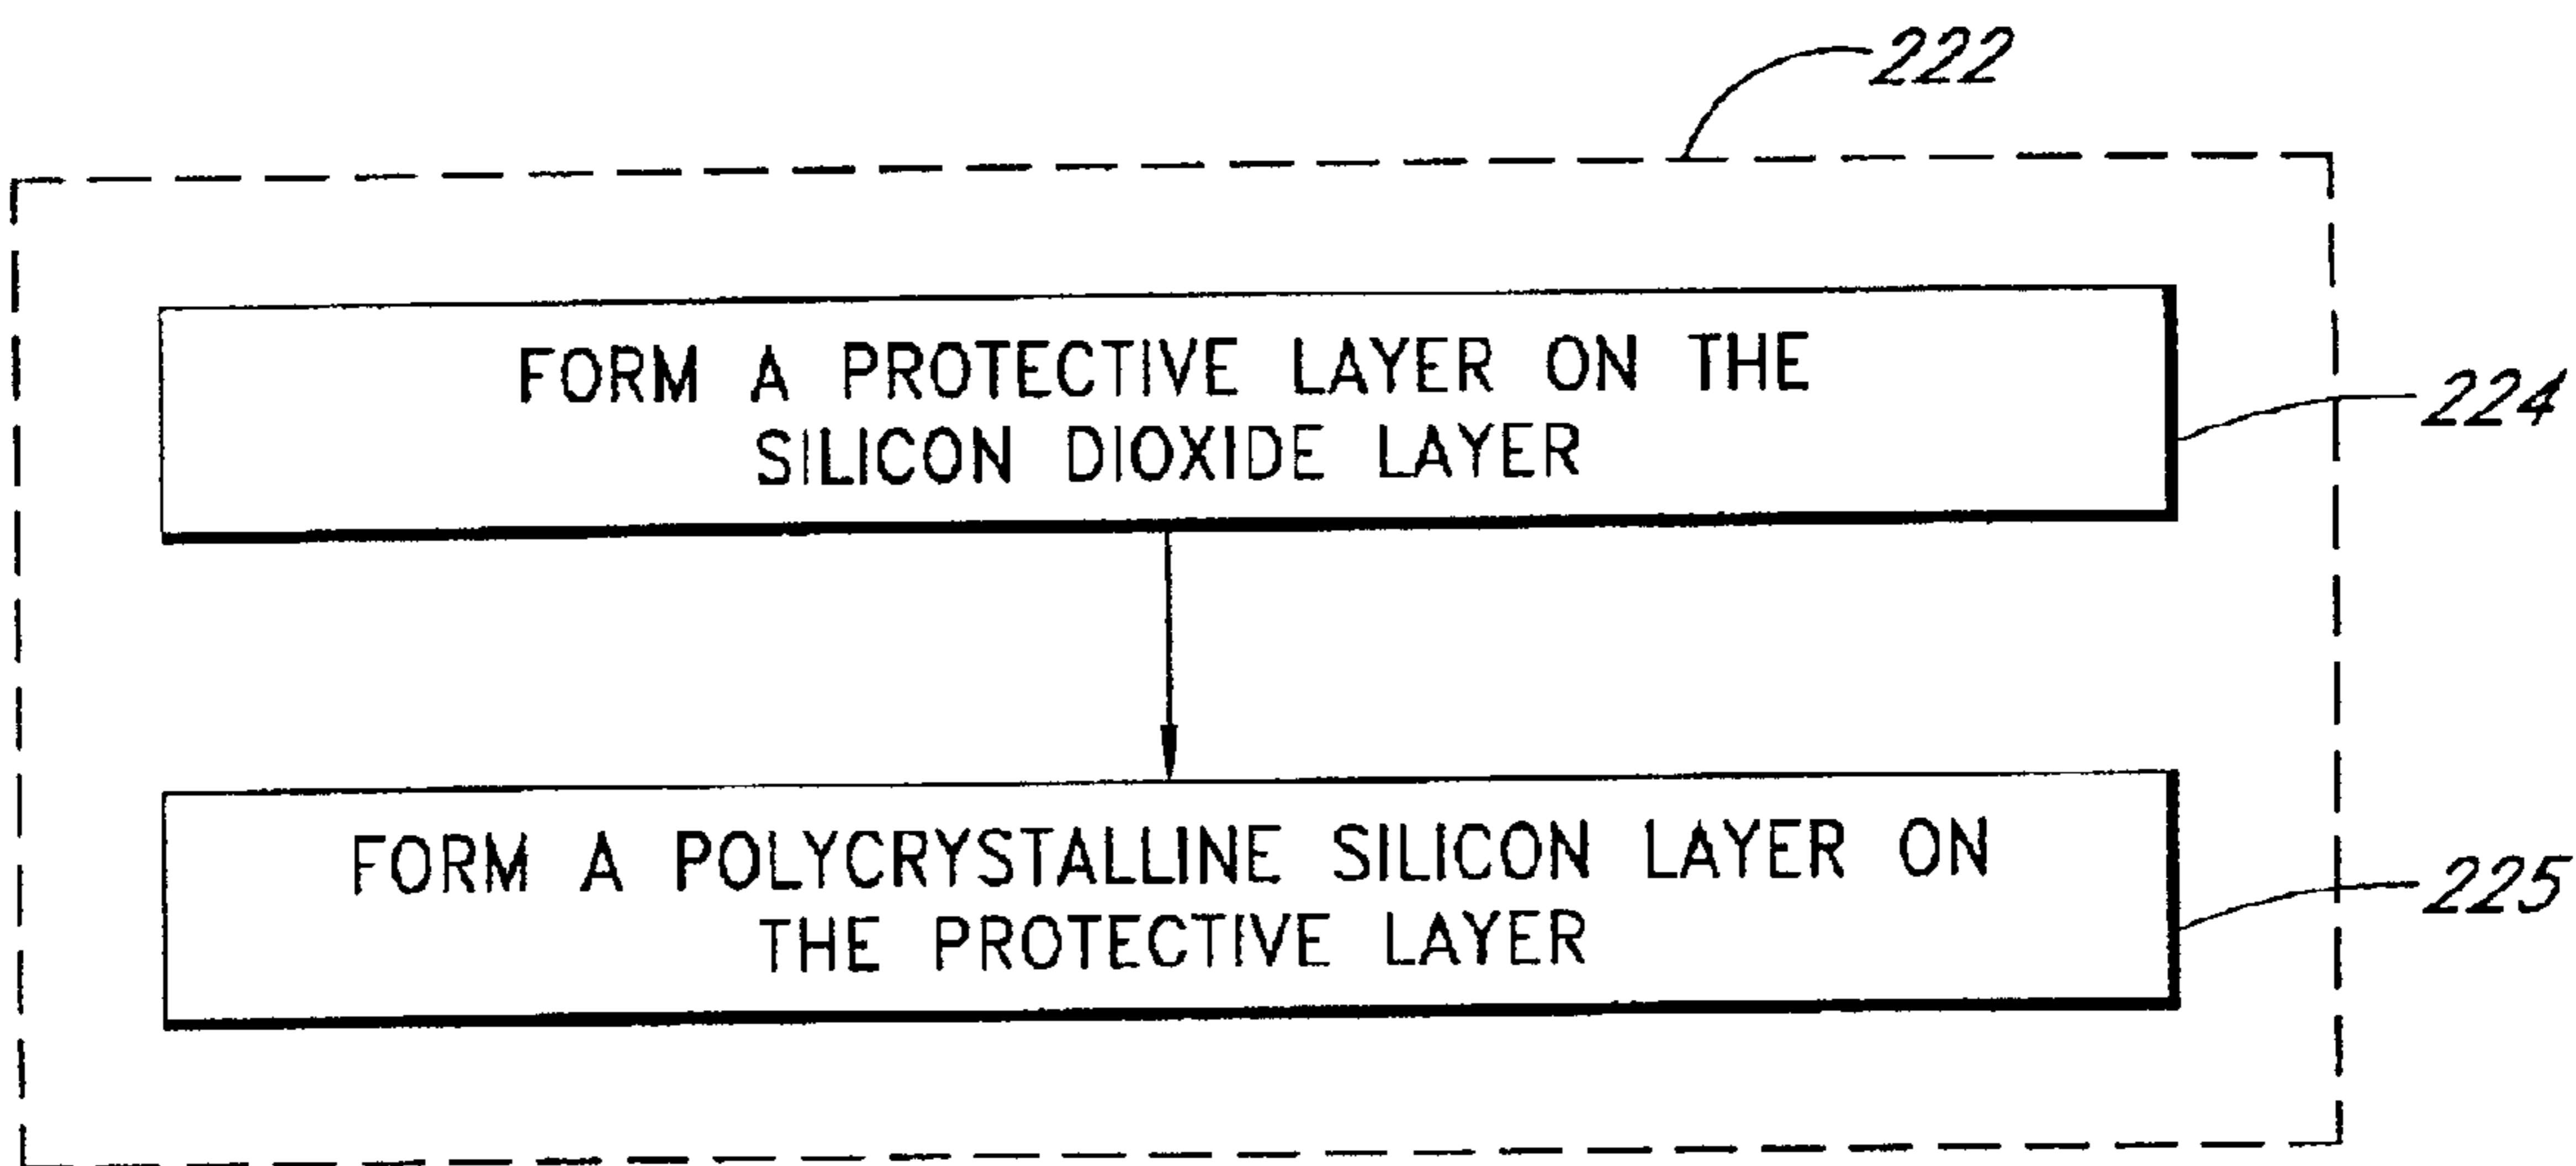 222
FORM A PROTECTIVE LAYER ON THE
SILICON DIOXIDE LAYER
224
FORM A POLYCRYSTALLINE SILICON LAYER ON
THE PROTECTIVE LAYER
225